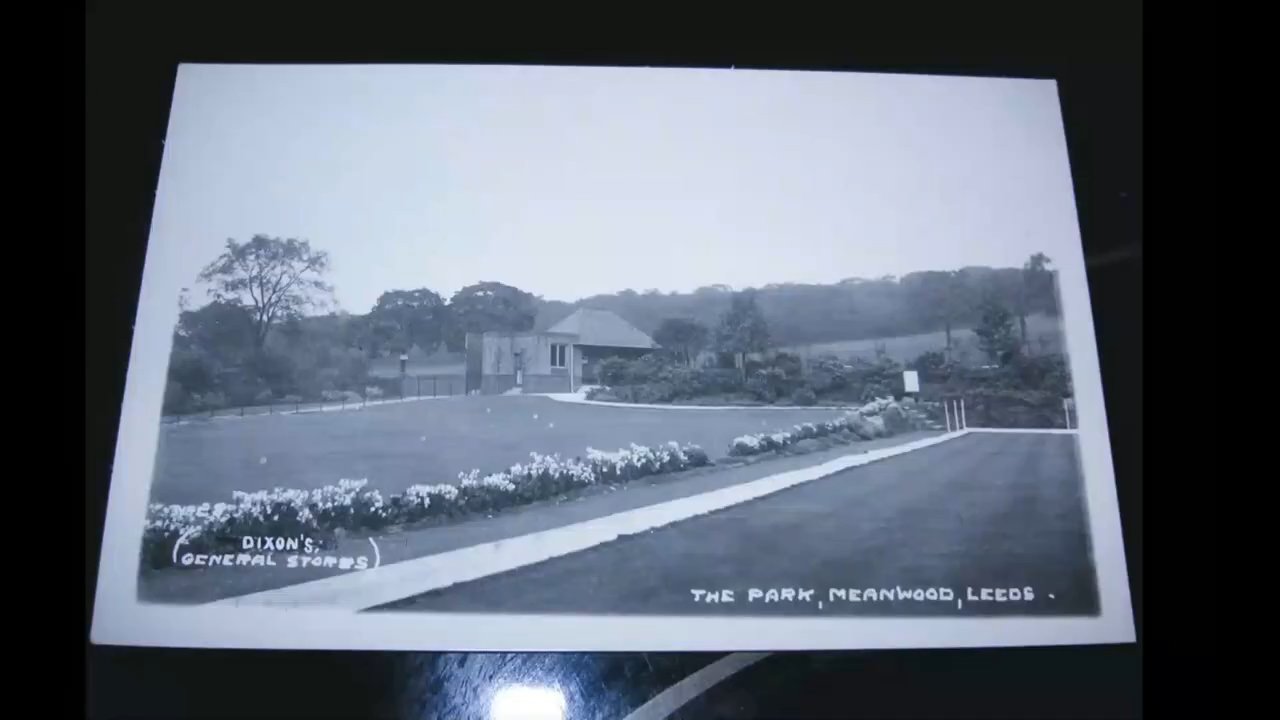 (DIXON'S.
GENERAL STORES)
THE PARK, MEANWOOD, LEEDS.